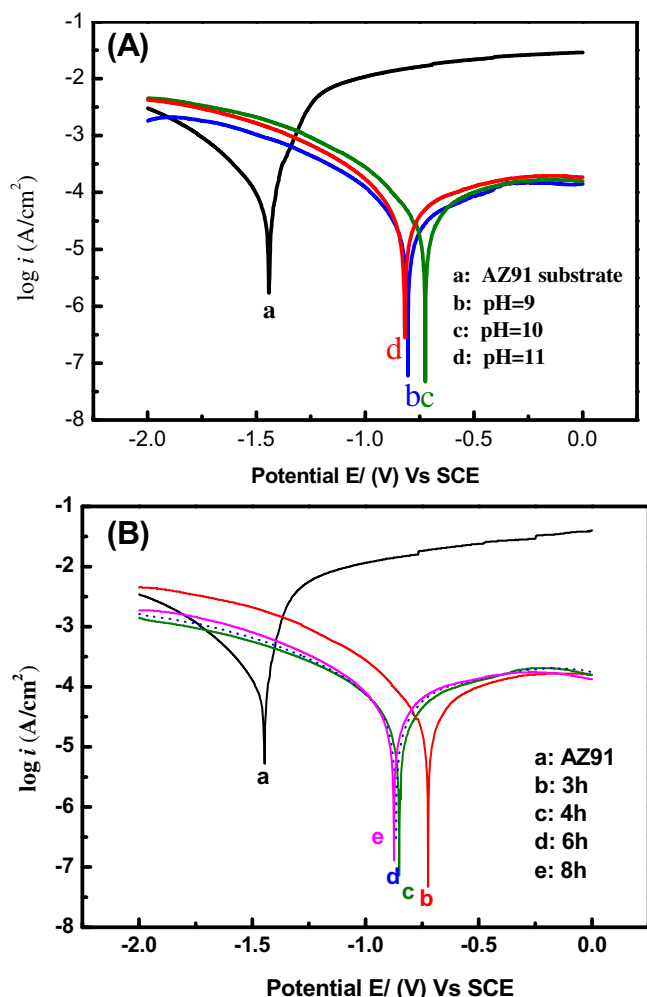 (A)
-1
-2
-3
-4
-5
-6
-7
-8
log i (A/cm²)
a
d
b
c
a: AZ91 substrate
b: pH=9
c: pH=10
d: pH=11
-2.0 -1.5 -1.0 -0.5 0.0
Potential E/ (V) Vs SCE
(B)
-1
-2
-3
-4
-5
-6
-7
-8
log i (A/cm²)
a
e
d
c
b
a: AZ91
b: 3h
c: 4h
d: 6h
e: 8h
-2.0 -1.5 -1.0 -0.5 0.0
Potential E/ (V) Vs SCE